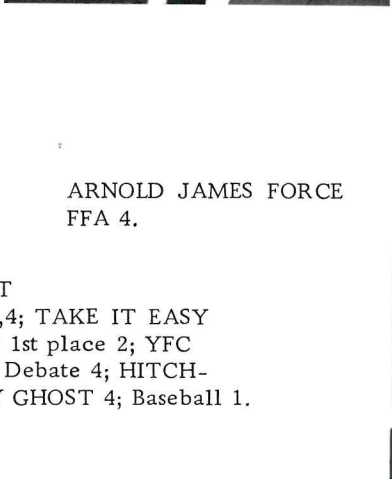 ARNOLD JAMES FORCE
FFA 4.
T
,4; TAKE IT EASY
1st place 2; YFC
Debate 4; HITCH-
GHOST 4; Baseball 1.